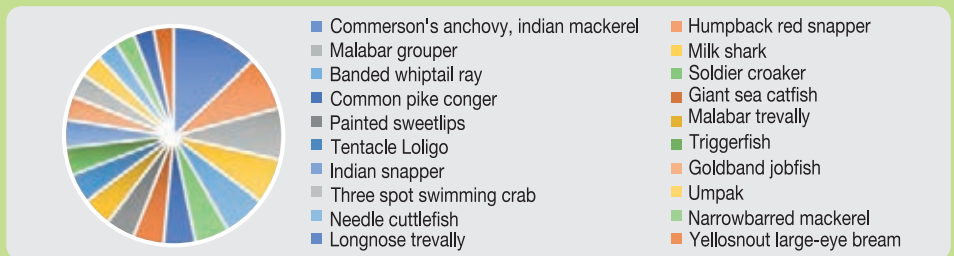 Commerson's anchovy, indian mackerel
Humpback red snapper
Malabar grouper
Milk shark
Banded whiptail ray
Soldier croaker
Common pike conger
Giant sea catfish
Painted sweetlips
Malabar trevally
Tentacle Loligo
Triggerfish
Indian snapper
Goldband jobfish
Three spot swimming crab
Umpak
Needle cuttlefish
Narrowbarred mackerel
Longnose trevally
Yellosnout large-eye bream